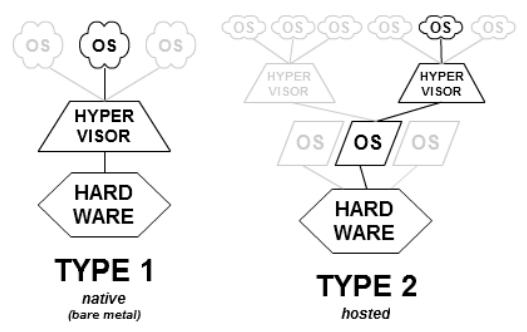 OS OS OS
HYPER
VISOR
HARD
WARE
TYPE 1
native
(bare metal)
OS OS OS OS OS OS
HYPER
VISOR
HYPER
VISOR
OS OS OS
HARD
WARE
TYPE 2
hosted